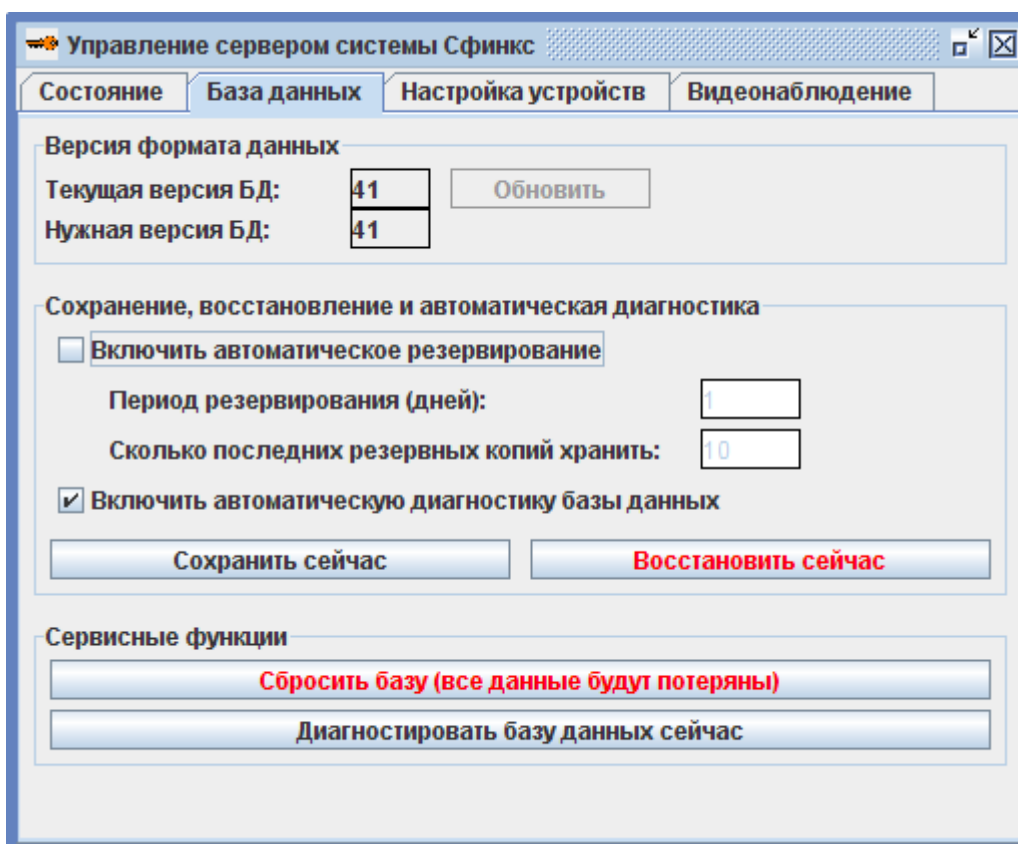 Управление сервером системы Сфинкс
Состояние База данных Настройка устройств Видеонаблюдение
Версия формата данных
Текущая версия БД: 41 Обновить
Нужная версия БД: 41
Сохранение, восстановление и автоматическая диагностика
Включить автоматическое резервирование
Период резервирования (дней): 1
Сколько последних резервных копий хранить: 10
Включить автоматическую диагностику базы данных
Сохранить сейчас Восстановить сейчас
Сервисные функции
Сбросить базу (все данные будут потеряны)
Диагностировать базу данных сейчас